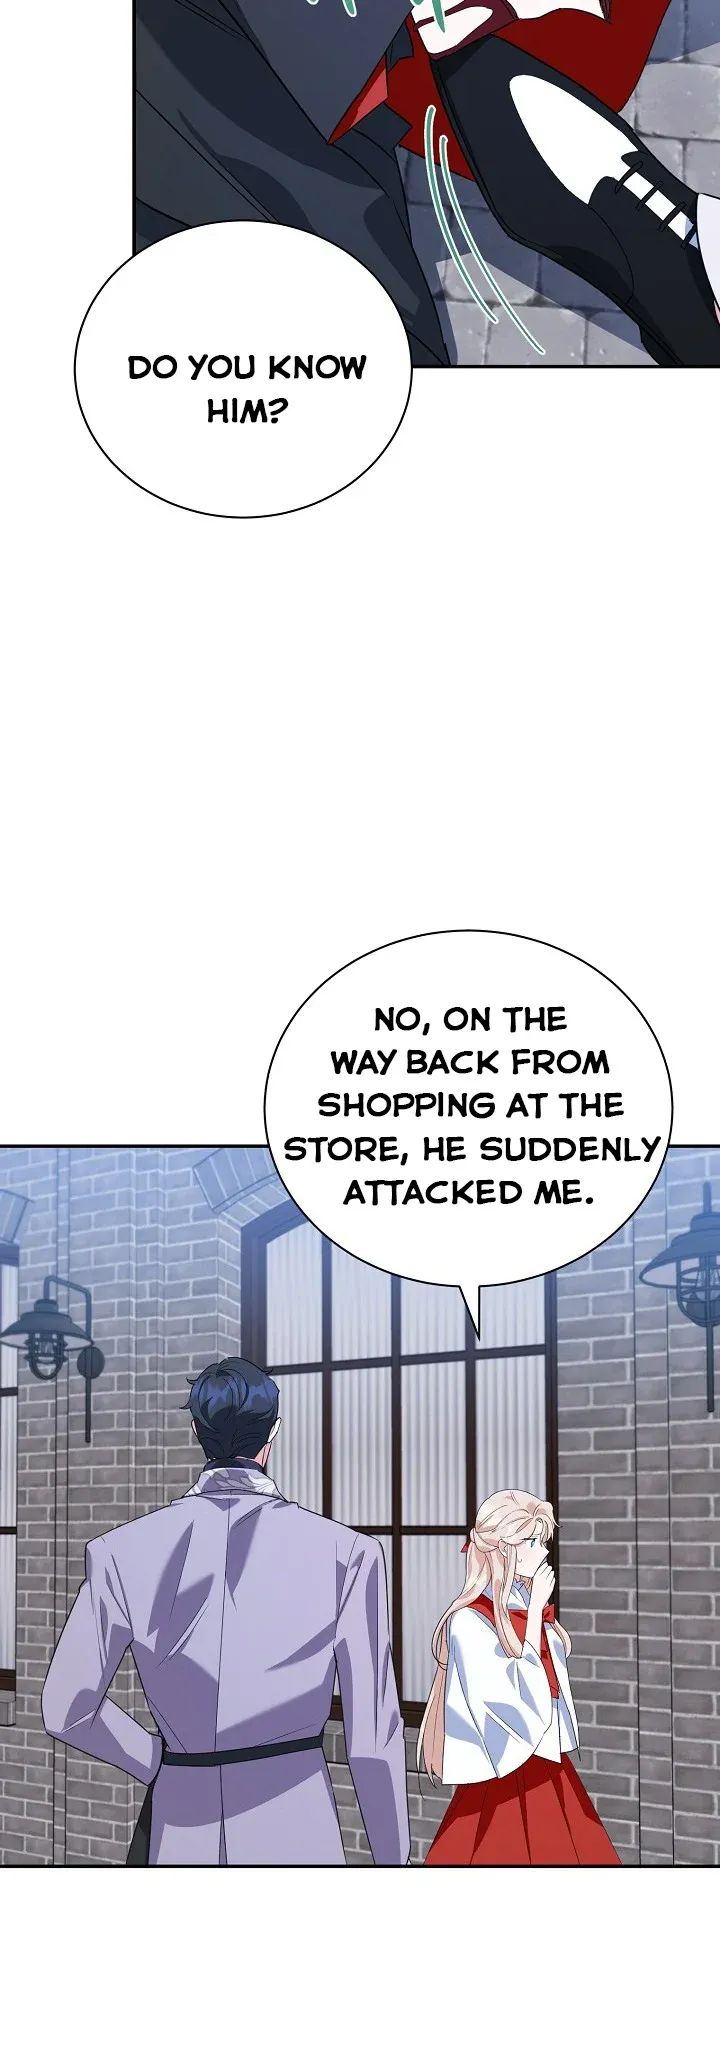 DO YOU KNOW
HIM?
NO, ON THE
WAY BACK FROM
SHOPPING AT THE
STORE, HE SUDDENLY
ATTACKED ME.